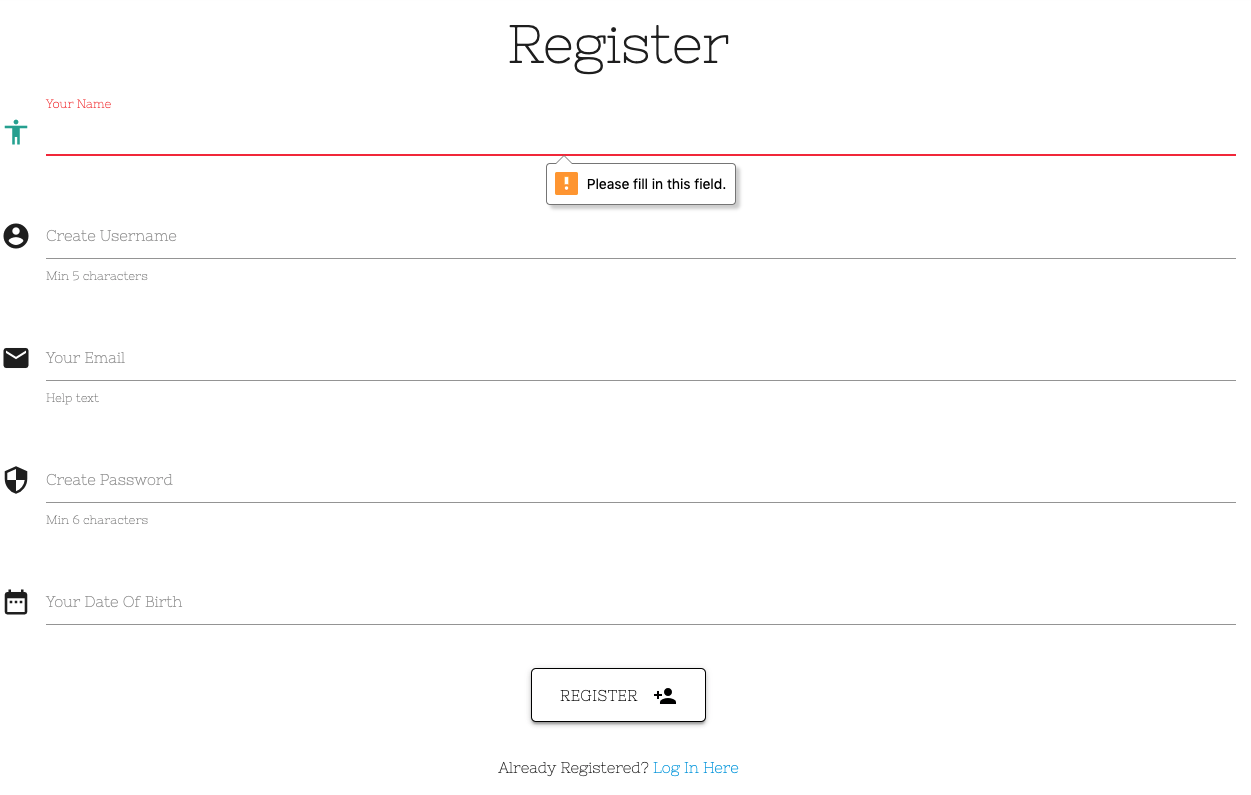 Register
Your Name
Please fill in this field.
Create Username
Min 5 characters
Your Email
Help text
Create Password
Min 6 characters
Your Date Of Birth
REGISTER
Already Registered? Log In Here